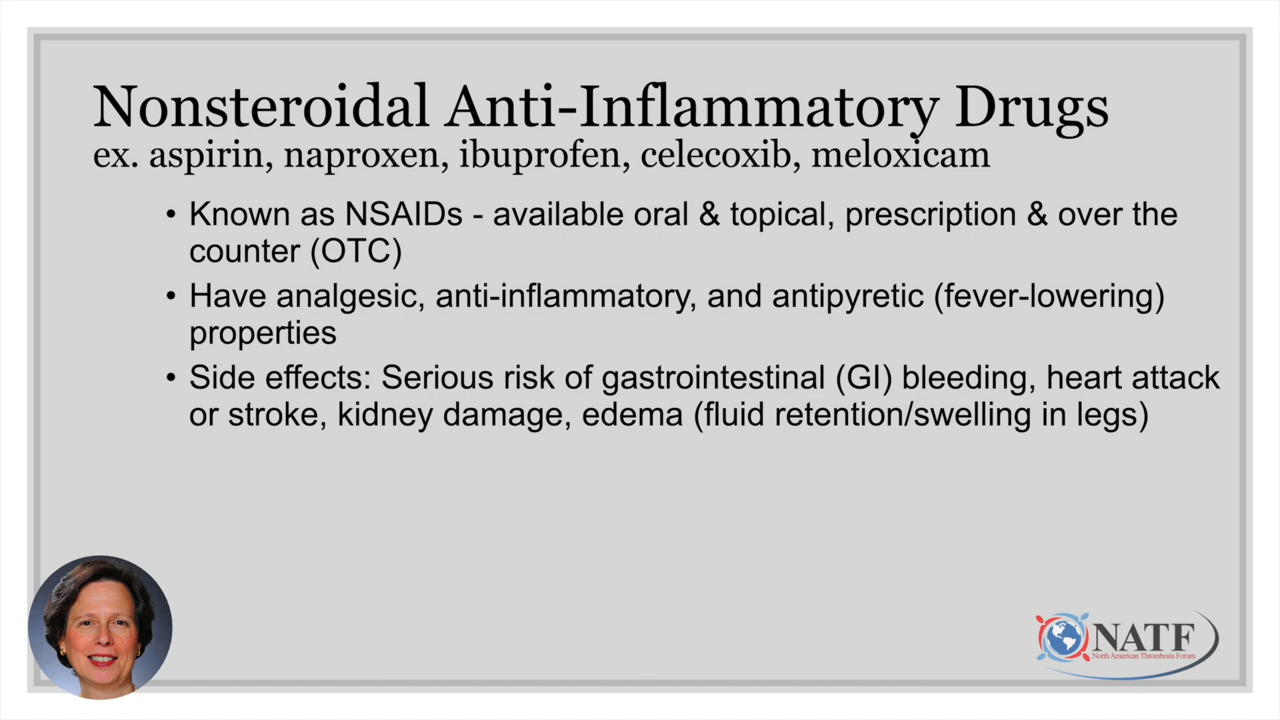 Nonsteroidal Anti-Inflammatory Drugs
ex. aspirin, naproxen, ibuprofen, celecoxib, meloxicam
• Known as NSAIDs - available oral & topical, prescription & over the
counter (OTC)
• Have analgesic, anti-inflammatory, and antipyretic (fever-lowering)
properties
• Side effects: Serious risk of gastrointestinal (GI) bleeding, heart attack
or stroke, kidney damage, edema (fluid retention/swelling in legs)
NATF
North American Thrombosis Forum